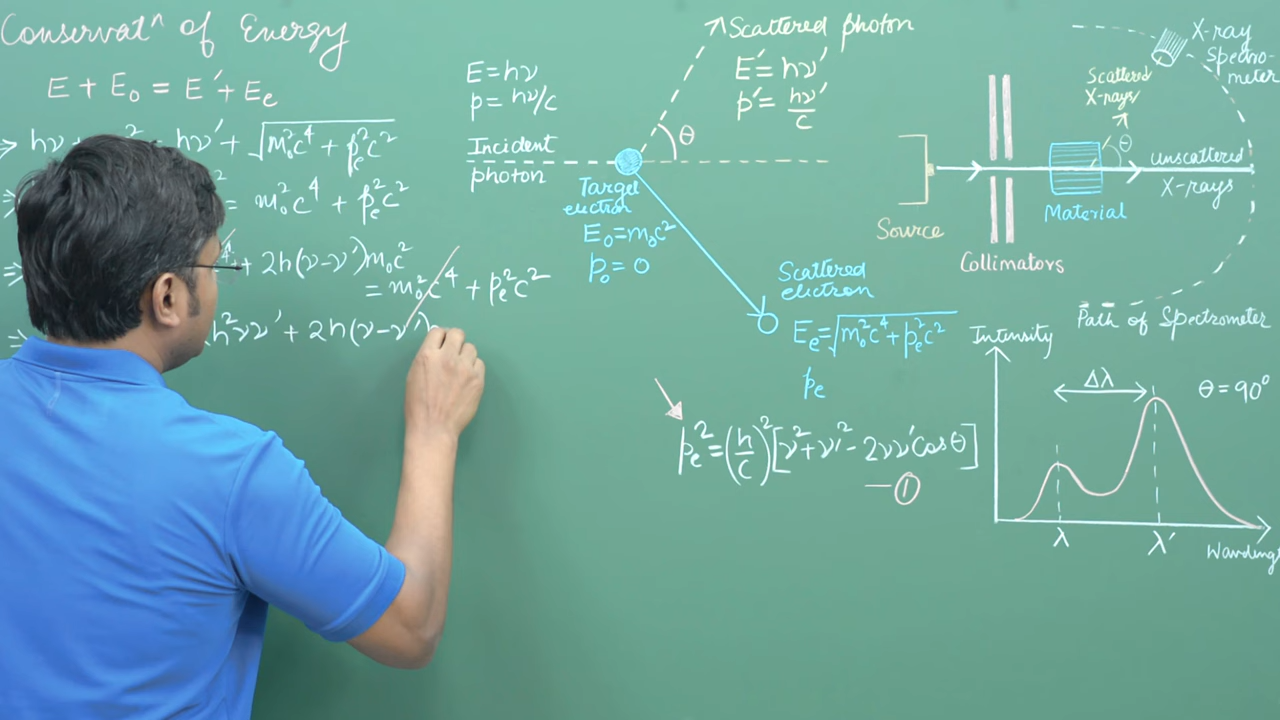 Conservatⁿ of Energy
E + E₀ = E′ + Eₑ
⇒ hν + hν′ + √(m₀²c⁴ + pₑ²c²)
⇒ = m₀²c⁴ + pₑ²c²
⇒ + 2h(ν−ν′)m₀c²
= m₀²c⁴ + pₑ²c²
⇒ h²νν′ + 2h(ν−ν′)
E = hν
p = hν/c
Incident
photon
Scattered photon
E′ = hν′
p′ = hν′/c
θ
Target
electron
E₀ = m₀c²
p₀ = 0
Scattered
electron
Eₑ = √(m₀²c⁴ + pₑ²c²)
pₑ
pₑ² = (h/c)² [ν² + ν′² − 2νν′ Cos θ]
— ①
X-ray
Spectro-
meter
Scattered
X-rays
θ
unscattered
X-rays
Source
Material
Collimators
Path of Spectrometer
Intensity
Δλ
θ = 90°
λ
λ′